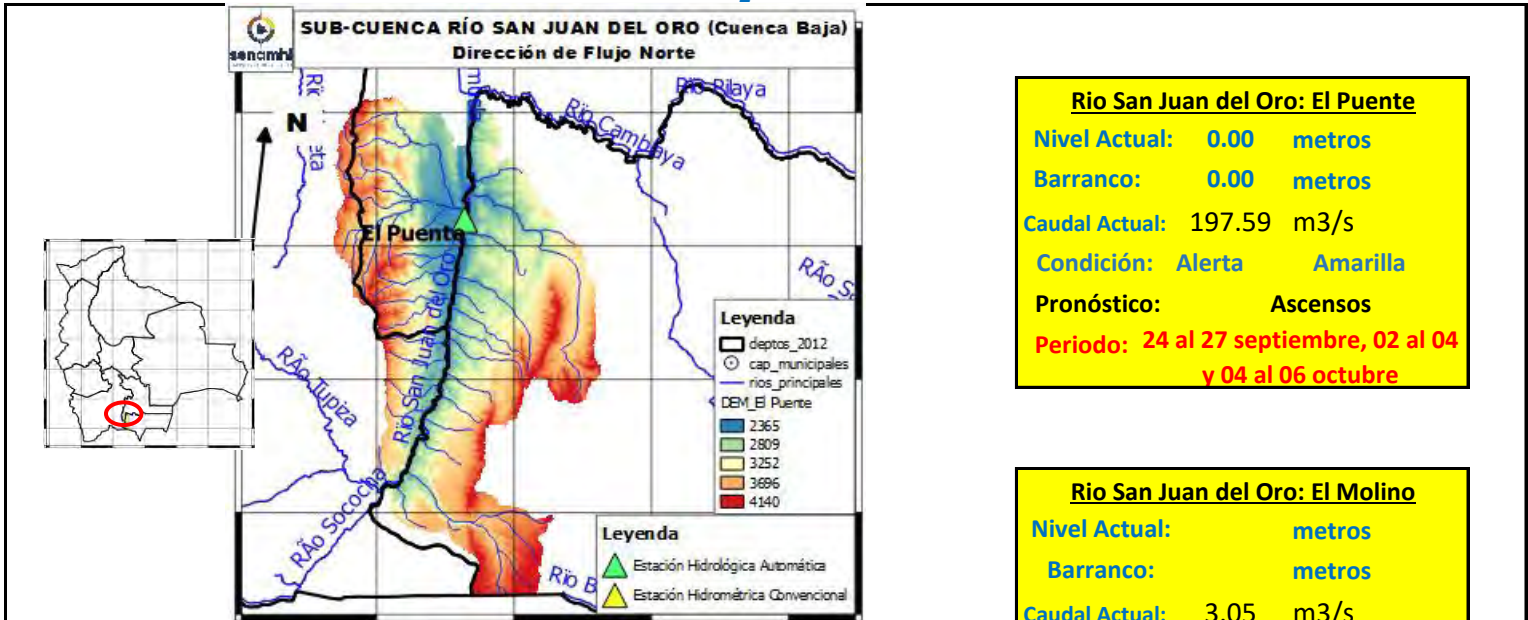 senamhi
SUB-CUENCA RÍO SAN JUAN DEL ORO (Cuenca Baja)
Dirección de Flujo Norte
N
Río Pilaya
Río Camblaya
El Puente
Río San Juan del Oro
RÃo S
RÃo Tupiza
RÃo Sococha
Río B
Leyenda
deptos_2012
cap_municipales
rios_principales
DEM_El Puente
2365
2809
3252
3696
4140
Leyenda
Estación Hidrológica Automática
Estación Hidrométrica Convencional
Rio San Juan del Oro: El Puente
Nivel Actual: 0.00 metros
Barranco: 0.00 metros
Caudal Actual: 197.59 m3/s
Condición: Alerta Amarilla
Pronóstico: Ascensos
Periodo: 24 al 27 septiembre, 02 al 04
y 04 al 06 octubre
Rio San Juan del Oro: El Molino
Nivel Actual: metros
Barranco: metros
Caudal Actual: 3.05 m3/s